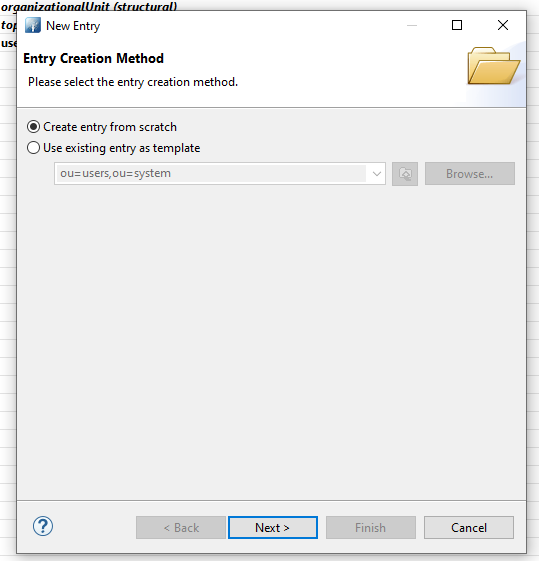 organizationalUnit (structural)
top
use
New Entry
Entry Creation Method
Please select the entry creation method.
Create entry from scratch
Use existing entry as template
ou=users,ou=system
Browse...
?
< Back
Next >
Finish
Cancel